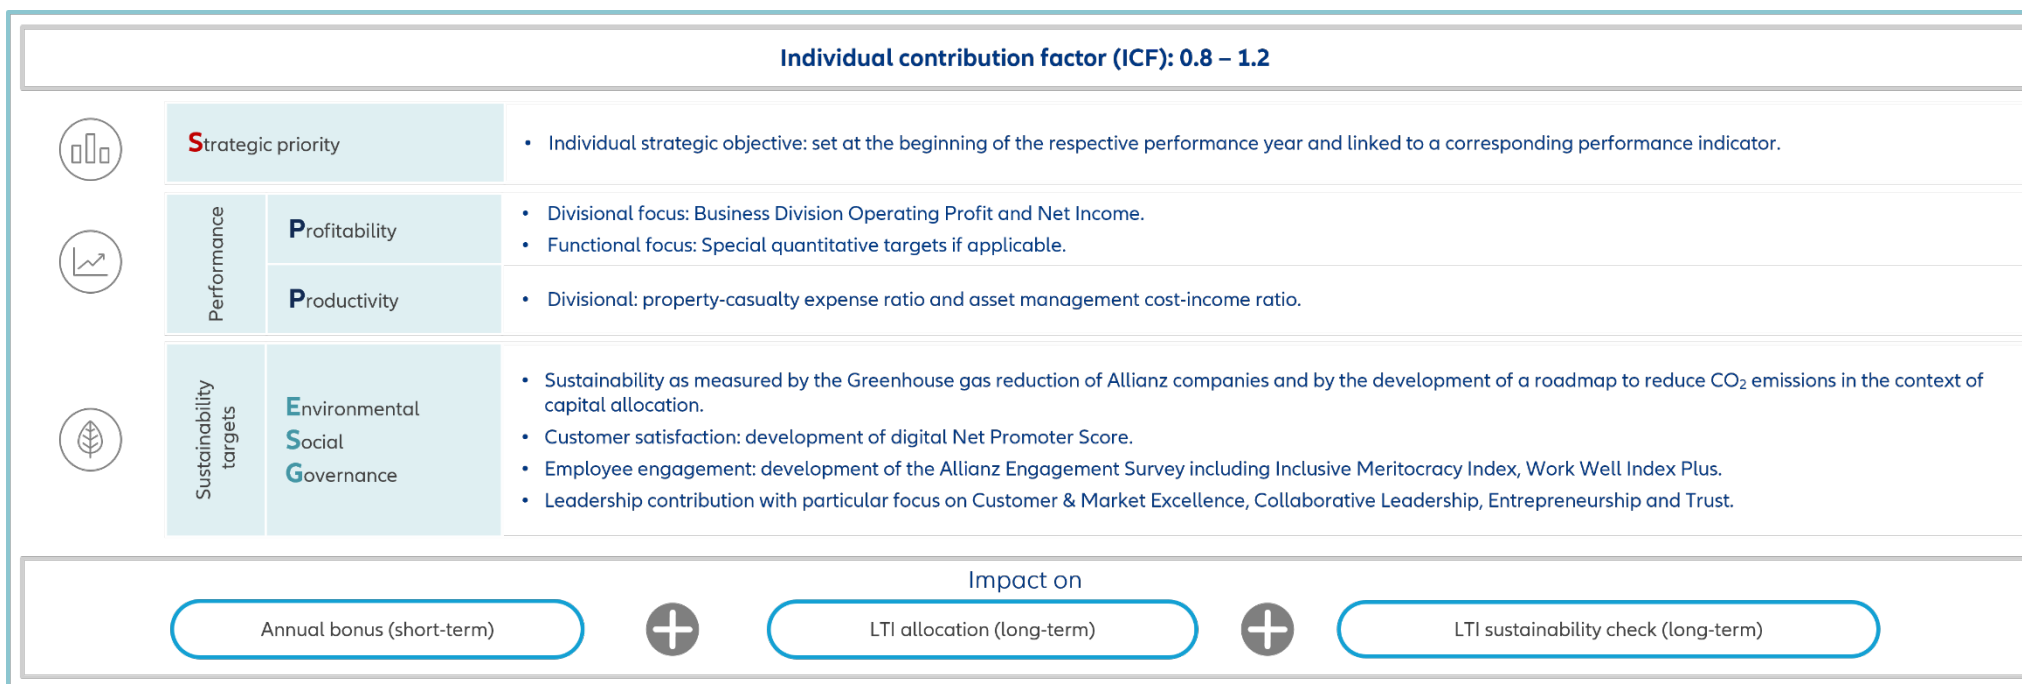 Individual contribution factor (ICF): 0.8 – 1.2
Strategic priority
• Individual strategic objective: set at the beginning of the respective performance year and linked to a corresponding performance indicator.
Performance
Profitability
• Divisional focus: Business Division Operating Profit and Net Income.
• Functional focus: Special quantitative targets if applicable.
Productivity
• Divisional: property-casualty expense ratio and asset management cost-income ratio.
Sustainability
targets
Environmental
Social
Governance
• Sustainability as measured by the Greenhouse gas reduction of Allianz companies and by the development of a roadmap to reduce CO₂ emissions in the context of
capital allocation.
• Customer satisfaction: development of digital Net Promoter Score.
• Employee engagement: development of the Allianz Engagement Survey including Inclusive Meritocracy Index, Work Well Index Plus.
• Leadership contribution with particular focus on Customer & Market Excellence, Collaborative Leadership, Entrepreneurship and Trust.
Impact on
Annual bonus (short-term)
LTI allocation (long-term)
LTI sustainability check (long-term)